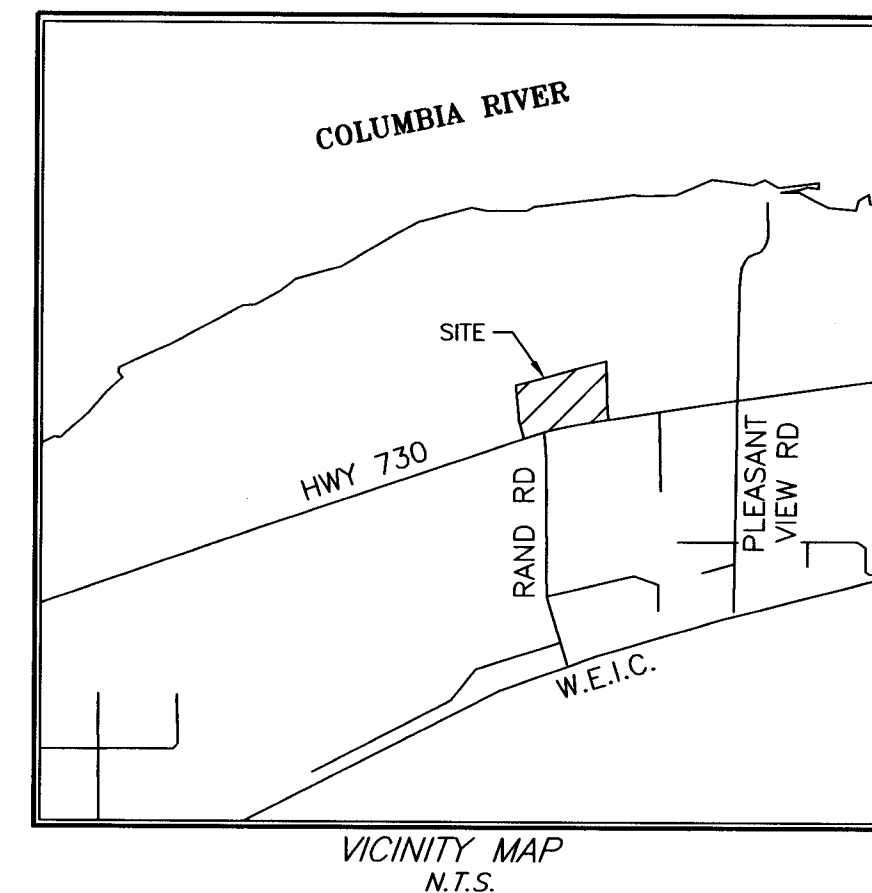 COLUMBIA RIVER
SITE
HWY 730
RAND RD
PLEASANT
VIEW RD
W.E.I.C.
VICINITY MAP
N.T.S.